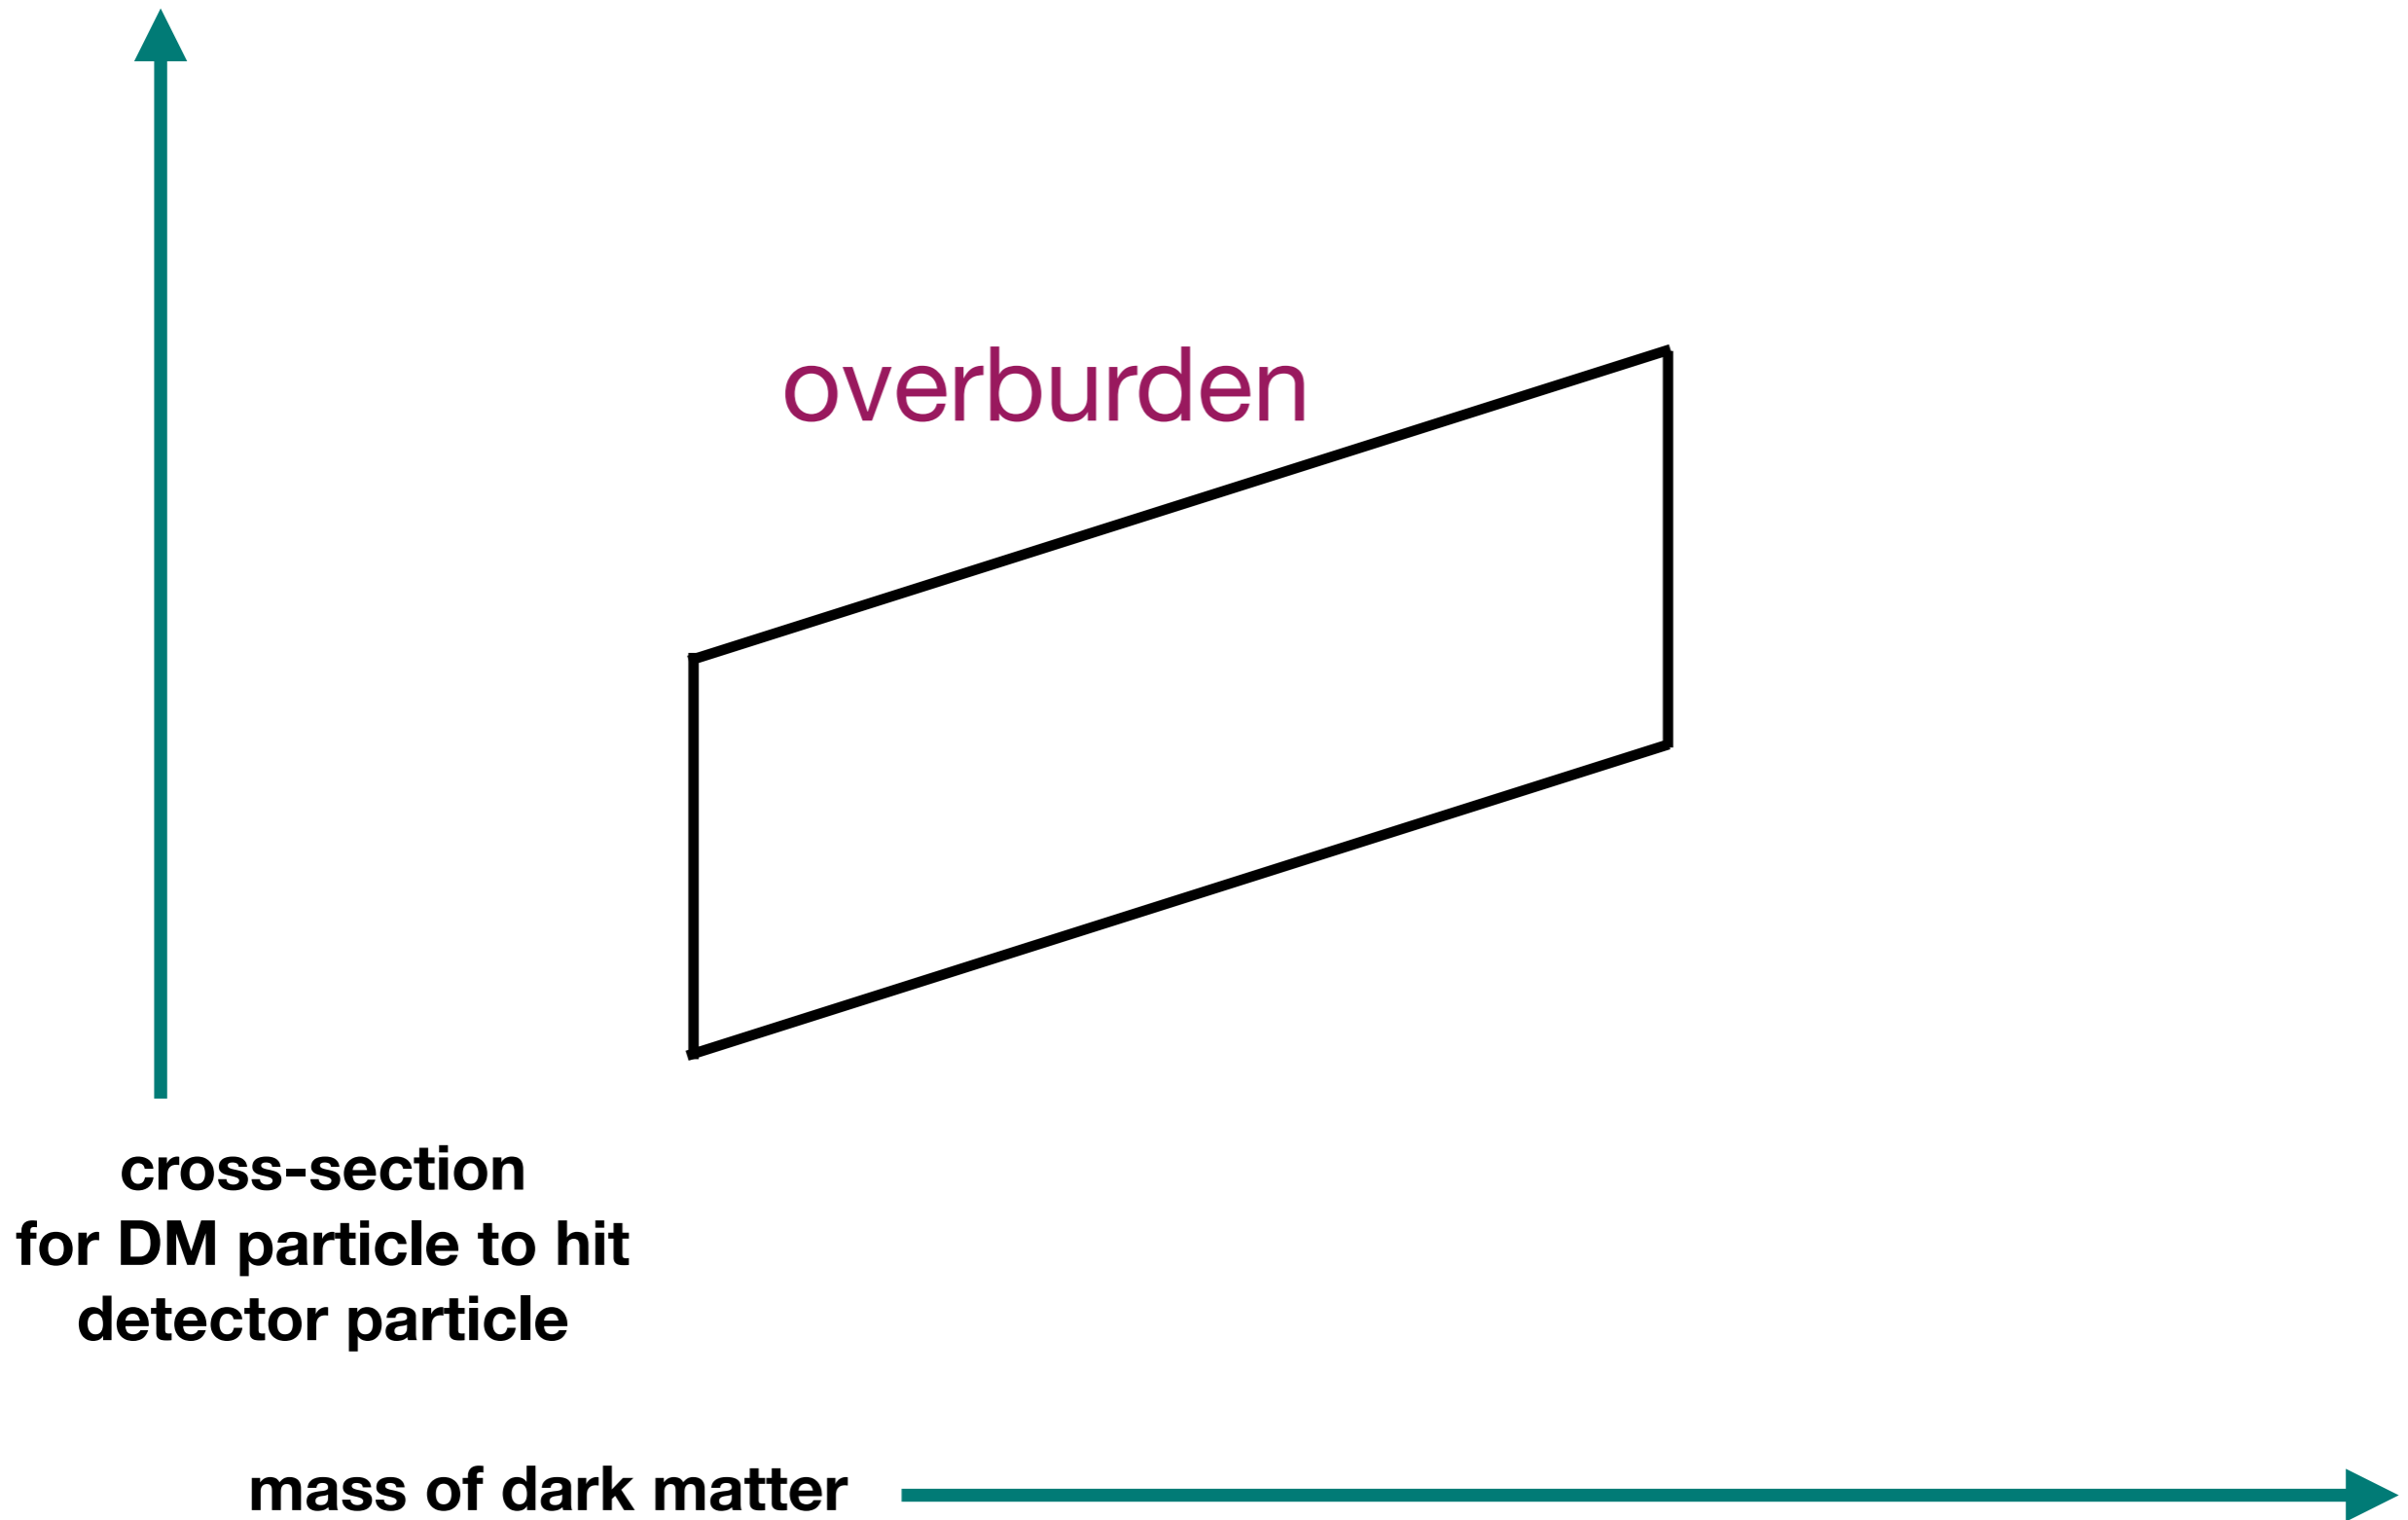 overburden
cross-section
for DM particle to hit
detector particle
mass of dark matter